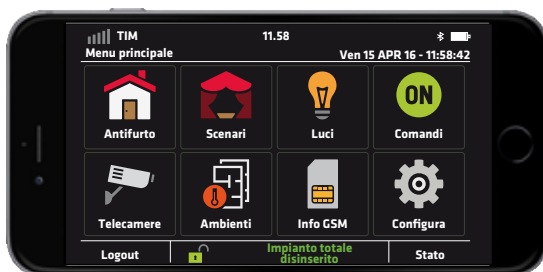 TIM 11.58
Menu principale Ven 15 APR 16 - 11:58:42
ON
Antifurto Scenari Luci Comandi
Telecamere Ambienti Info GSM Configura
Logout Impianto totale disinserito Stato